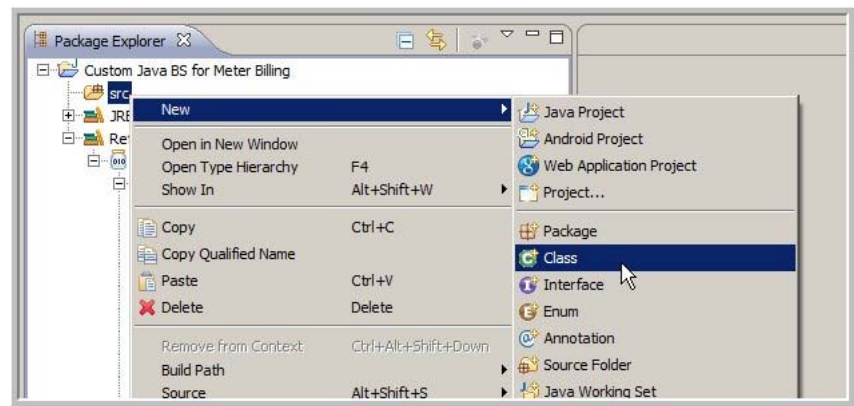 Package Explorer
Custom Java BS for Meter Billing
src
JRE
Re
010
New
Open in New Window
Open Type Hierarchy F4
Show In Alt+Shift+W
Copy Ctrl+C
Copy Qualified Name
Paste Ctrl+V
Delete Delete
Remove from Context Ctrl+Alt+Shift+Down
Build Path
Source Alt+Shift+S
Java Project
Android Project
Web Application Project
Project...
Package
Class
Interface
Enum
Annotation
Source Folder
Java Working Set